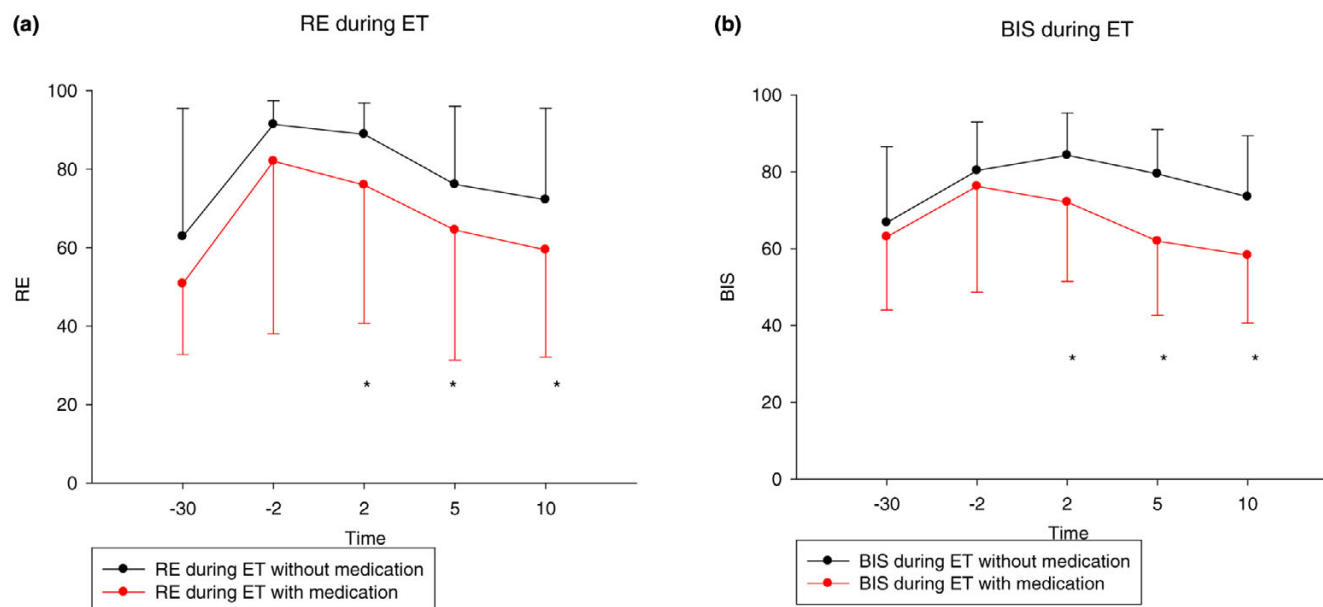 (a)
RE during ET
RE
100
80
60
40
20
0
* * *
-30 -2 2 5 10
Time
RE during ET without medication
RE during ET with medication
(b)
BIS during ET
BIS
100
80
60
40
20
0
* * *
-30 -2 2 5 10
Time
BIS during ET without medication
BIS during ET with medication